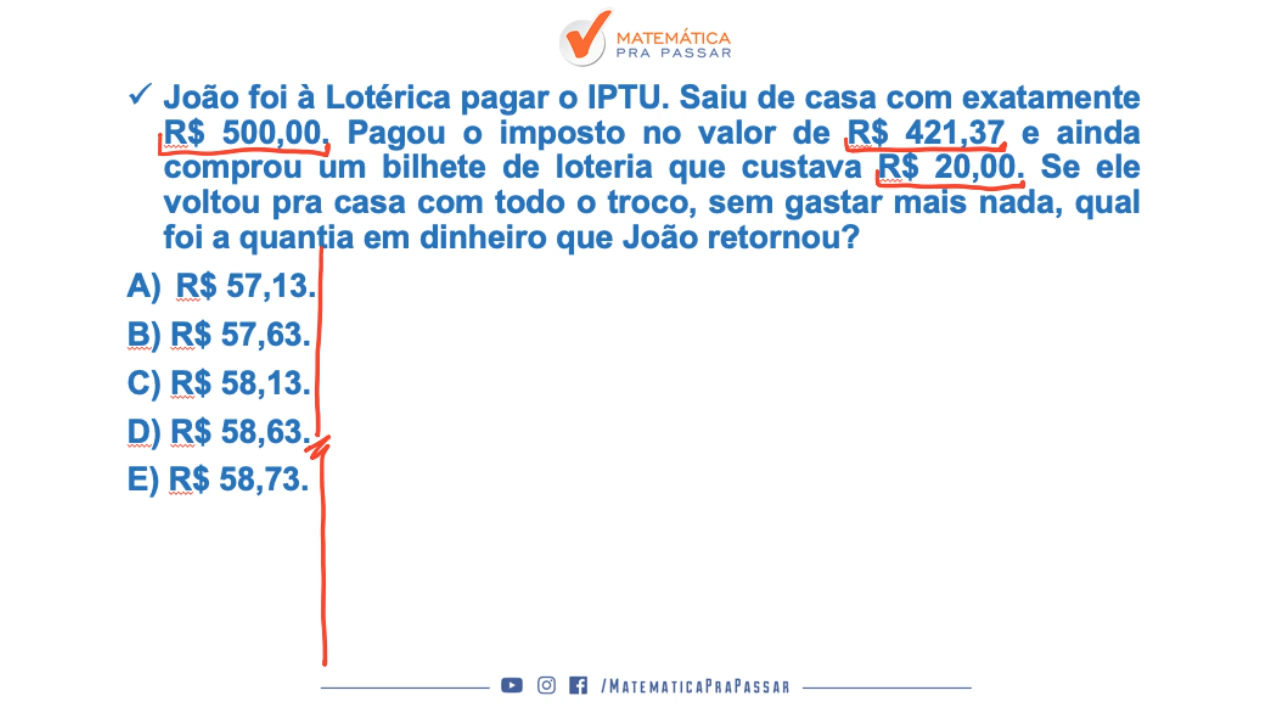 MATEMÁTICA
PRA PASSAR
✓ João foi à Lotérica pagar o IPTU. Saiu de casa com exatamente
R$ 500,00. Pagou o imposto no valor de R$ 421,37 e ainda
comprou um bilhete de loteria que custava R$ 20,00. Se ele
voltou pra casa com todo o troco, sem gastar mais nada, qual
foi a quantia em dinheiro que João retornou?
A) R$ 57,13.
B) R$ 57,63.
C) R$ 58,13.
D) R$ 58,63.
E) R$ 58,73.
/MATEMATICAPRAPASSAR